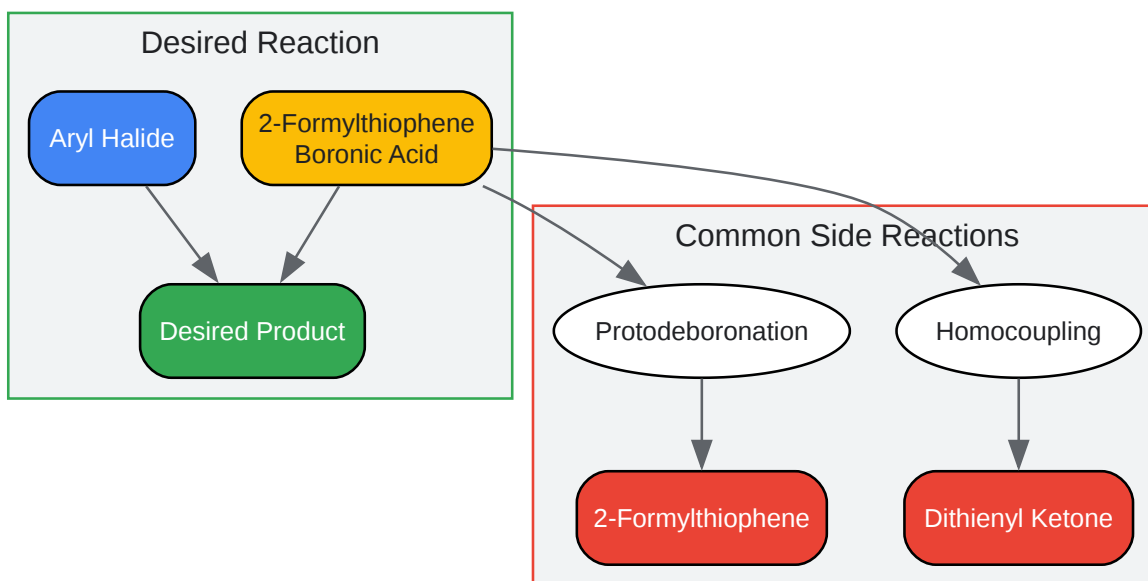 Desired Reaction
Aryl Halide
2-Formylthiophene
Boronic Acid
Desired Product
Common Side Reactions
Protodeboronation
Homocoupling
2-Formylthiophene
Dithienyl Ketone